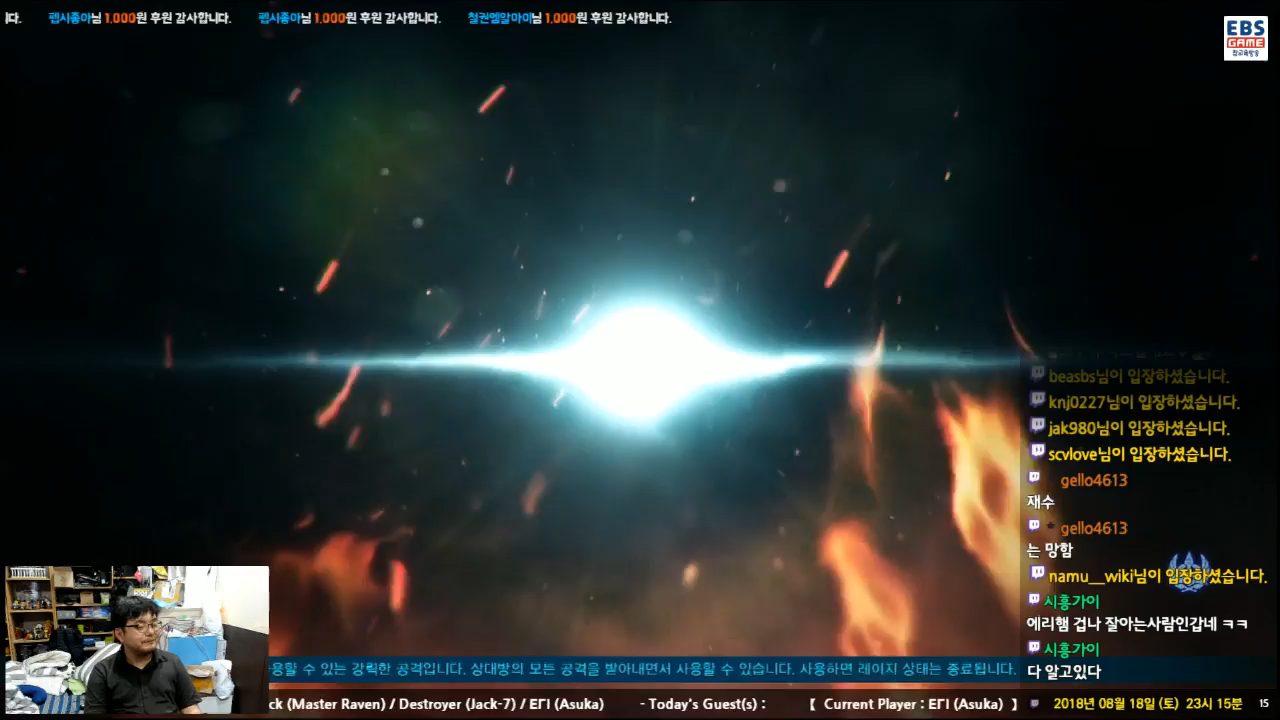 다. 펩시좋아님 1.000원 후원 감사합니다. 펩시좋아님 1.000원 후원 감사합니다. 철권엠알아이님 1.000원 후원 감사합니다.
EBS
GAME
참교육방송
beasbs님이 입장하셨습니다.
knj0227님이 입장하셨습니다.
jak980님이 입장하셨습니다.
scvlove님이 입장하셨습니다.
gello4613
재수
gello4613
는 망함
namu__wiki님이 입장하셨습니다.
시흥가이
에리햄 겁나 잘아는사람인갑네 ㅋㅋ
시흥가이
다 알고있다
용할 수 있는 강력한 공격입니다. 상대방의 모든 공격을 받아내면서 사용할 수 있습니다. 사용하면 레이지 상태는 종료됩니다.
ck (Master Raven) / Destroyer (Jack-7) / ΕΓΙ (Asuka) - Today's Guest(s) : 【 Current Player : ΕΓΙ (Asuka) 】 2018년 08월 18일 (토) 23시 15분 15